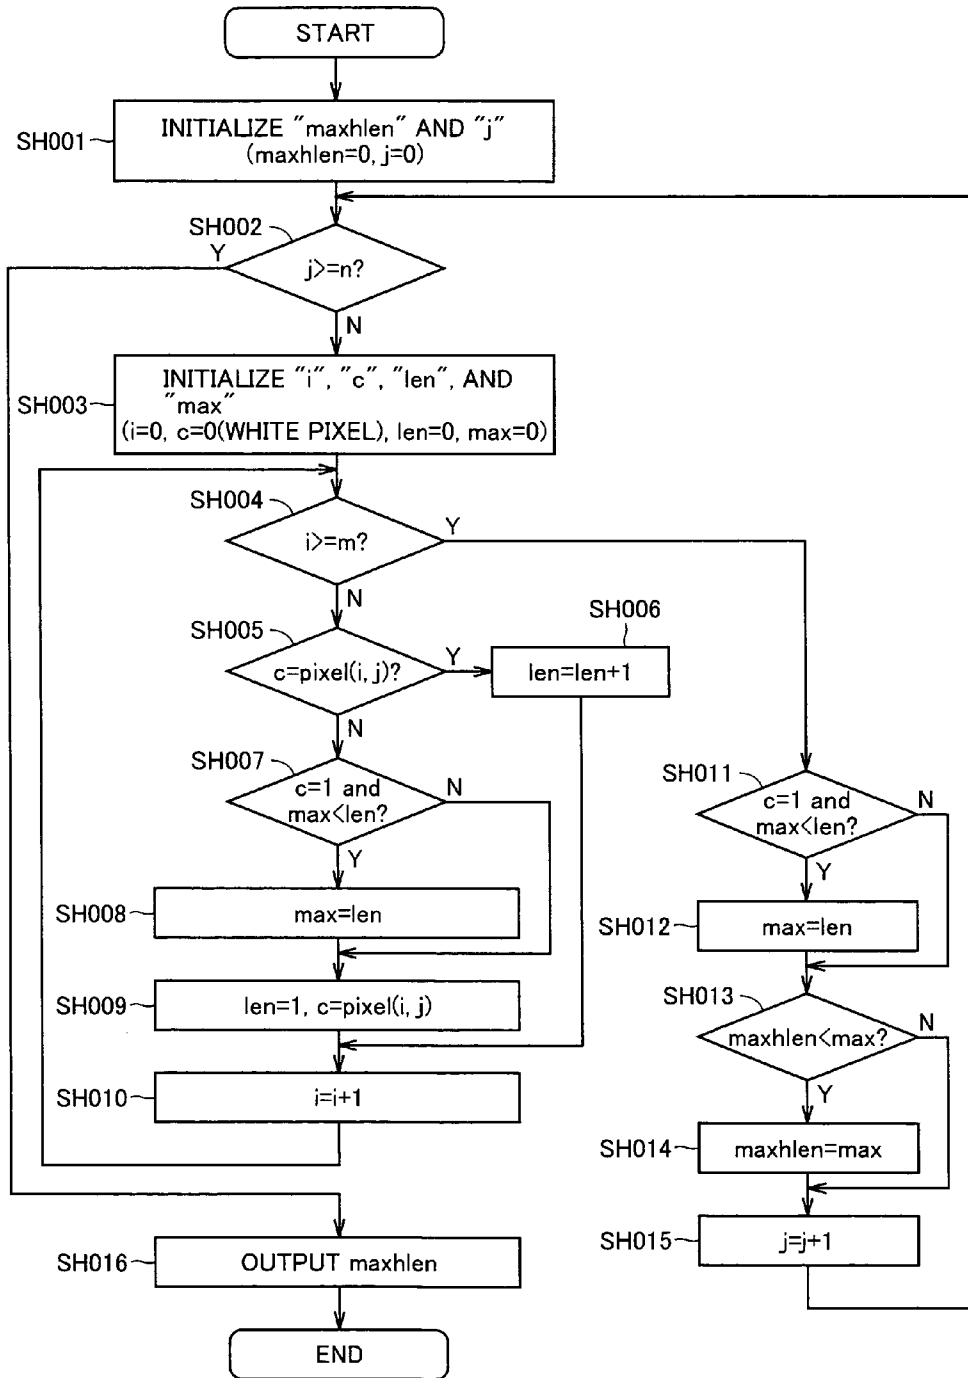 START
SH001
INITIALIZE "maxhlen" AND "j"
(maxhlen=0, j=0)
SH002
Y
j>=n?
N
SH003
INITIALIZE "i", "c", "len", AND
"max"
(i=0, c=0(WHITE PIXEL), len=0, max=0)
SH004
Y
i>=m?
N
SH005
c=pixel(i, j)?
Y
SH006
len=len+1
N
SH007
c=1 and
max<len?
N
Y
SH008
max=len
SH009
len=1, c=pixel(i, j)
SH010
i=i+1
SH011
c=1 and
max<len?
N
Y
SH012
max=len
SH013
maxhlen<max?
N
Y
SH014
maxhlen=max
SH015
j=j+1
SH016
OUTPUT maxhlen
END